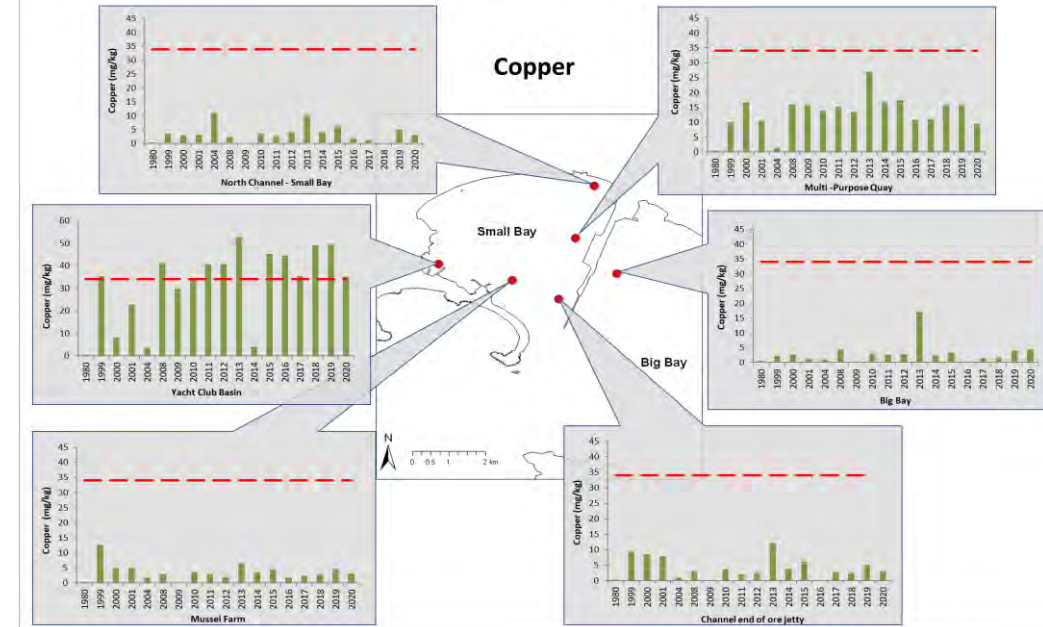 Copper
Copper (mg/kg)
45
40
35
30
25
20
15
10
5
0
1980 1999 2000 2001 2004 2008 2009 2010 2011 2012 2013 2014 2015 2016 2017 2018 2019 2020
North Channel - Small Bay
Copper (mg/kg)
45
40
35
30
25
20
15
10
5
0
1980 1999 2000 2001 2004 2008 2009 2010 2011 2012 2013 2014 2015 2016 2017 2018 2019 2020
Multi -Purpose Quay
Copper (mg/kg)
60
50
40
30
20
10
0
1980 1999 2000 2001 2004 2008 2009 2010 2011 2012 2013 2014 2015 2016 2017 2018 2019 2020
Yacht Club Basin
Small Bay
Big Bay
N
0 0.5 1 2 km
Copper (mg/kg)
45
40
35
30
25
20
15
10
5
0
1980 1999 2000 2001 2004 2008 2009 2010 2011 2012 2013 2014 2015 2016 2017 2018 2019 2020
Big Bay
Copper (mg/kg)
45
40
35
30
25
20
15
10
5
0
1980 1999 2000 2001 2004 2008 2009 2010 2011 2012 2013 2014 2015 2016 2017 2018 2019 2020
Mussel Farm
Copper (mg/kg)
45
40
35
30
25
20
15
10
5
0
1980 1999 2000 2001 2004 2008 2009 2010 2011 2012 2013 2014 2015 2016 2017 2018 2019 2020
Channel end of ore jetty